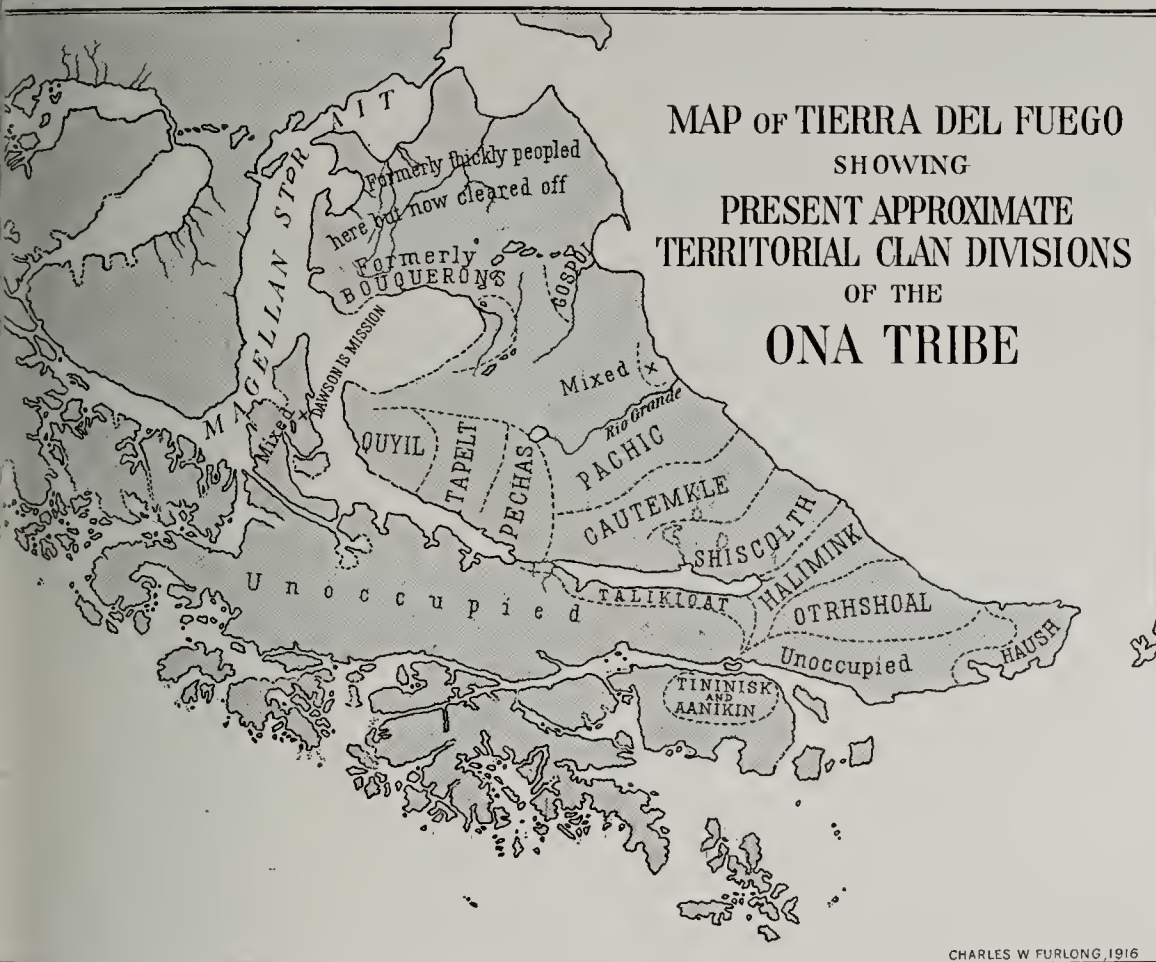 MAP OF TIERRA DEL FUEGO
SHOWING
PRESENT APPROXIMATE
TERRITORIAL CLAN DIVISIONS
OF THE
ONA TRIBE
MAGELLAN STRAIT
Formerly thickly peopled
here but now cleared off
Formerly
BOUQUERONS
GOSPOL
DAWSON IS MISSION
Mixed
Mixed
Rio Grande
QUYIL
TAPELT
PECHAS
PACHIC
CAUTEMKLE
SHISCOLTH
HALIMINK
TALIKIOAT
OTRHSHOAL
Unoccupied
Unoccupied
HAUSH
TININISK
AND
AANIKIN
CHARLES W FURLONG, 1916